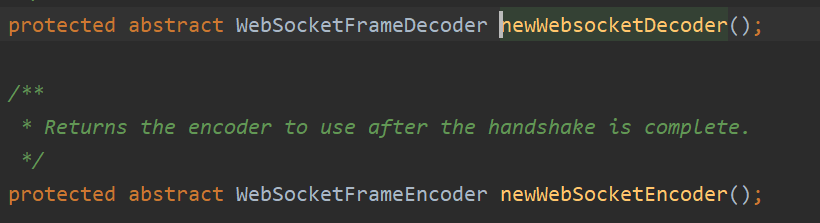 protected abstract WebSocketFrameDecoder newWebsocketDecoder();
/**
 * Returns the encoder to use after the handshake is complete.
 */
protected abstract WebSocketFrameEncoder newWebSocketEncoder();